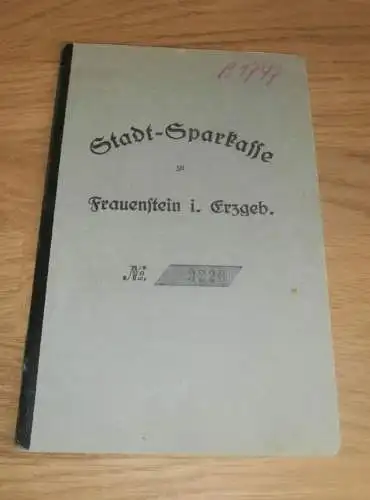 Stadt-Sparkasse
zu
Frauenstein i. Erzgeb.
No.